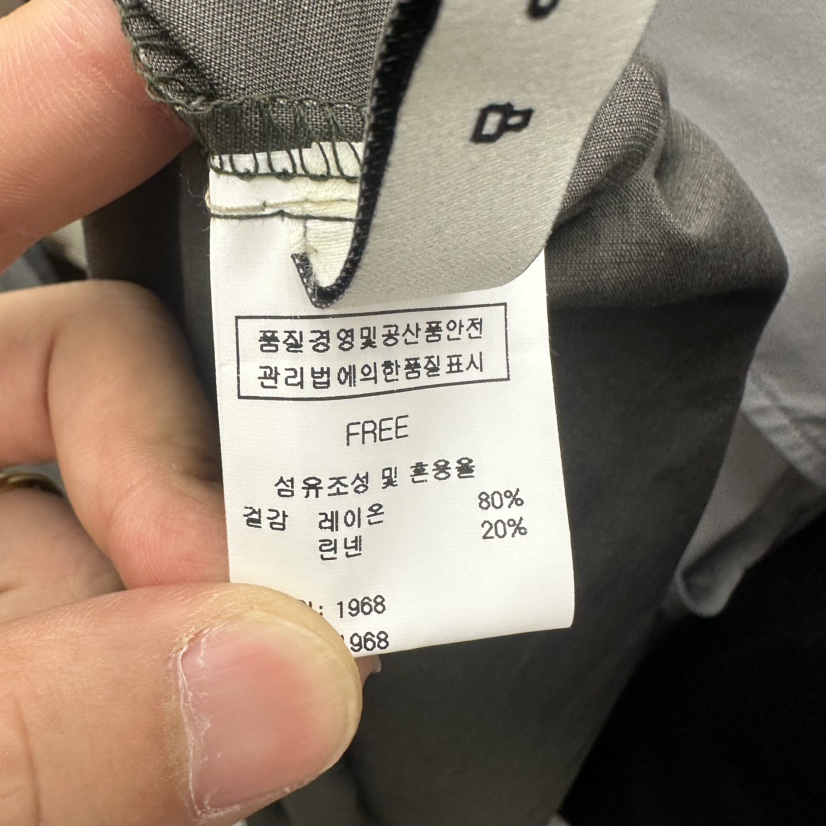 품질경영및공산품안전
관리법에의한품질표시
FREE
섬유조성 및 혼용율
겉감 레이온 80%
린넨 20%
: 1968
1968